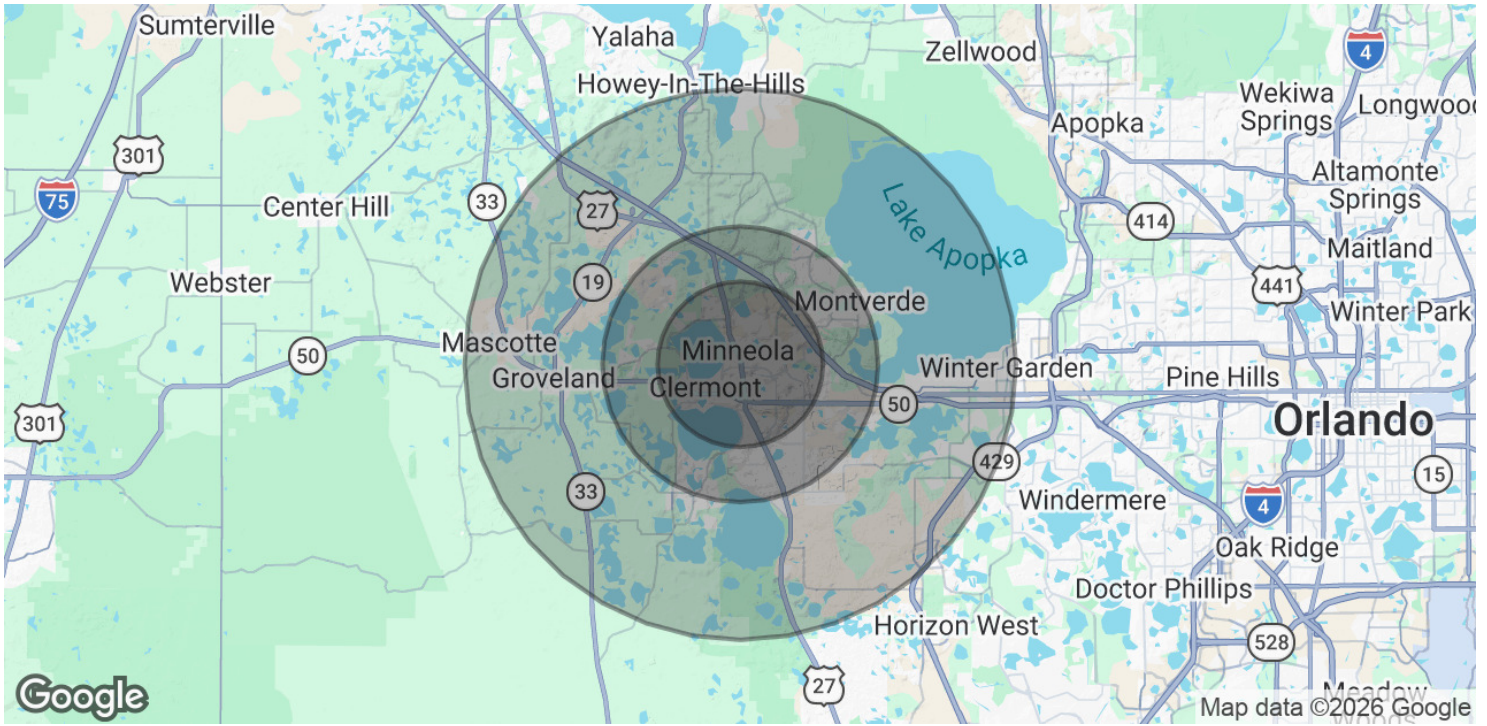 Sumterville
Yalaha
Zellwood
4
Howey-In-The-Hills
Wekiwa
Springs
Longwood
Apopka
301
Altamonte
Springs
75
33
27
Center Hill
Lake Apopka
414
Maitland
Webster
19
441
Montverde
Winter Park
50
Mascotte
Minneola
Groveland
Clermont
Winter Garden
Pine Hills
50
301
Orlando
429
15
33
Windermere
4
Oak Ridge
Doctor Phillips
Horizon West
528
27
Google
Meadow
Woods
Map data ©2026 Google